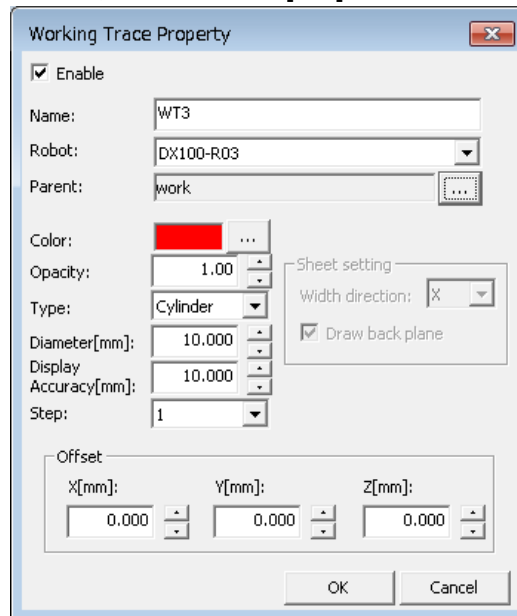 Working Trace Property
Enable
Name: WT3
Robot: DX100-R03
Parent: work ...
Color: ...
Opacity: 1.00
Sheet setting
Type: Cylinder
Width direction: X
Diameter[mm]: 10.000
Draw back plane
Display
Accuracy[mm]: 10.000
Step: 1
Offset
X[mm]: Y[mm]: Z[mm]:
0.000 0.000 0.000
OK Cancel